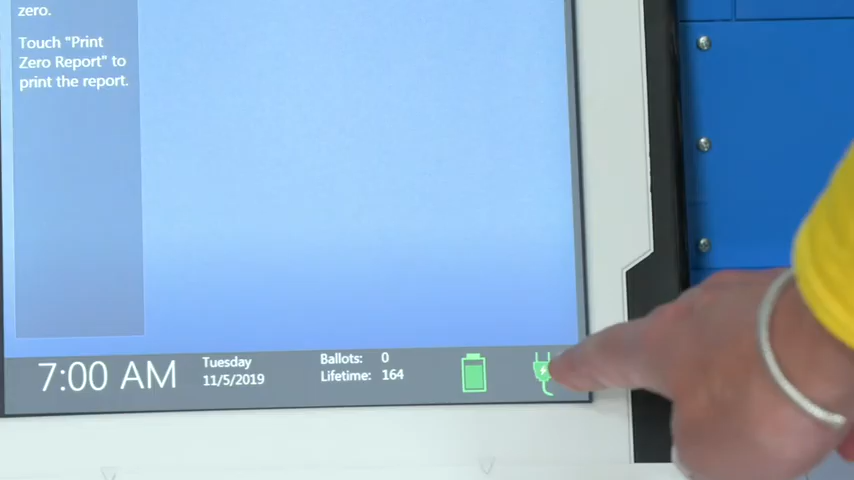 zero.
Touch "Print
Zero Report" to
print the report.
7:00 AM
Tuesday
11/5/2019
Ballots: 0
Lifetime: 164